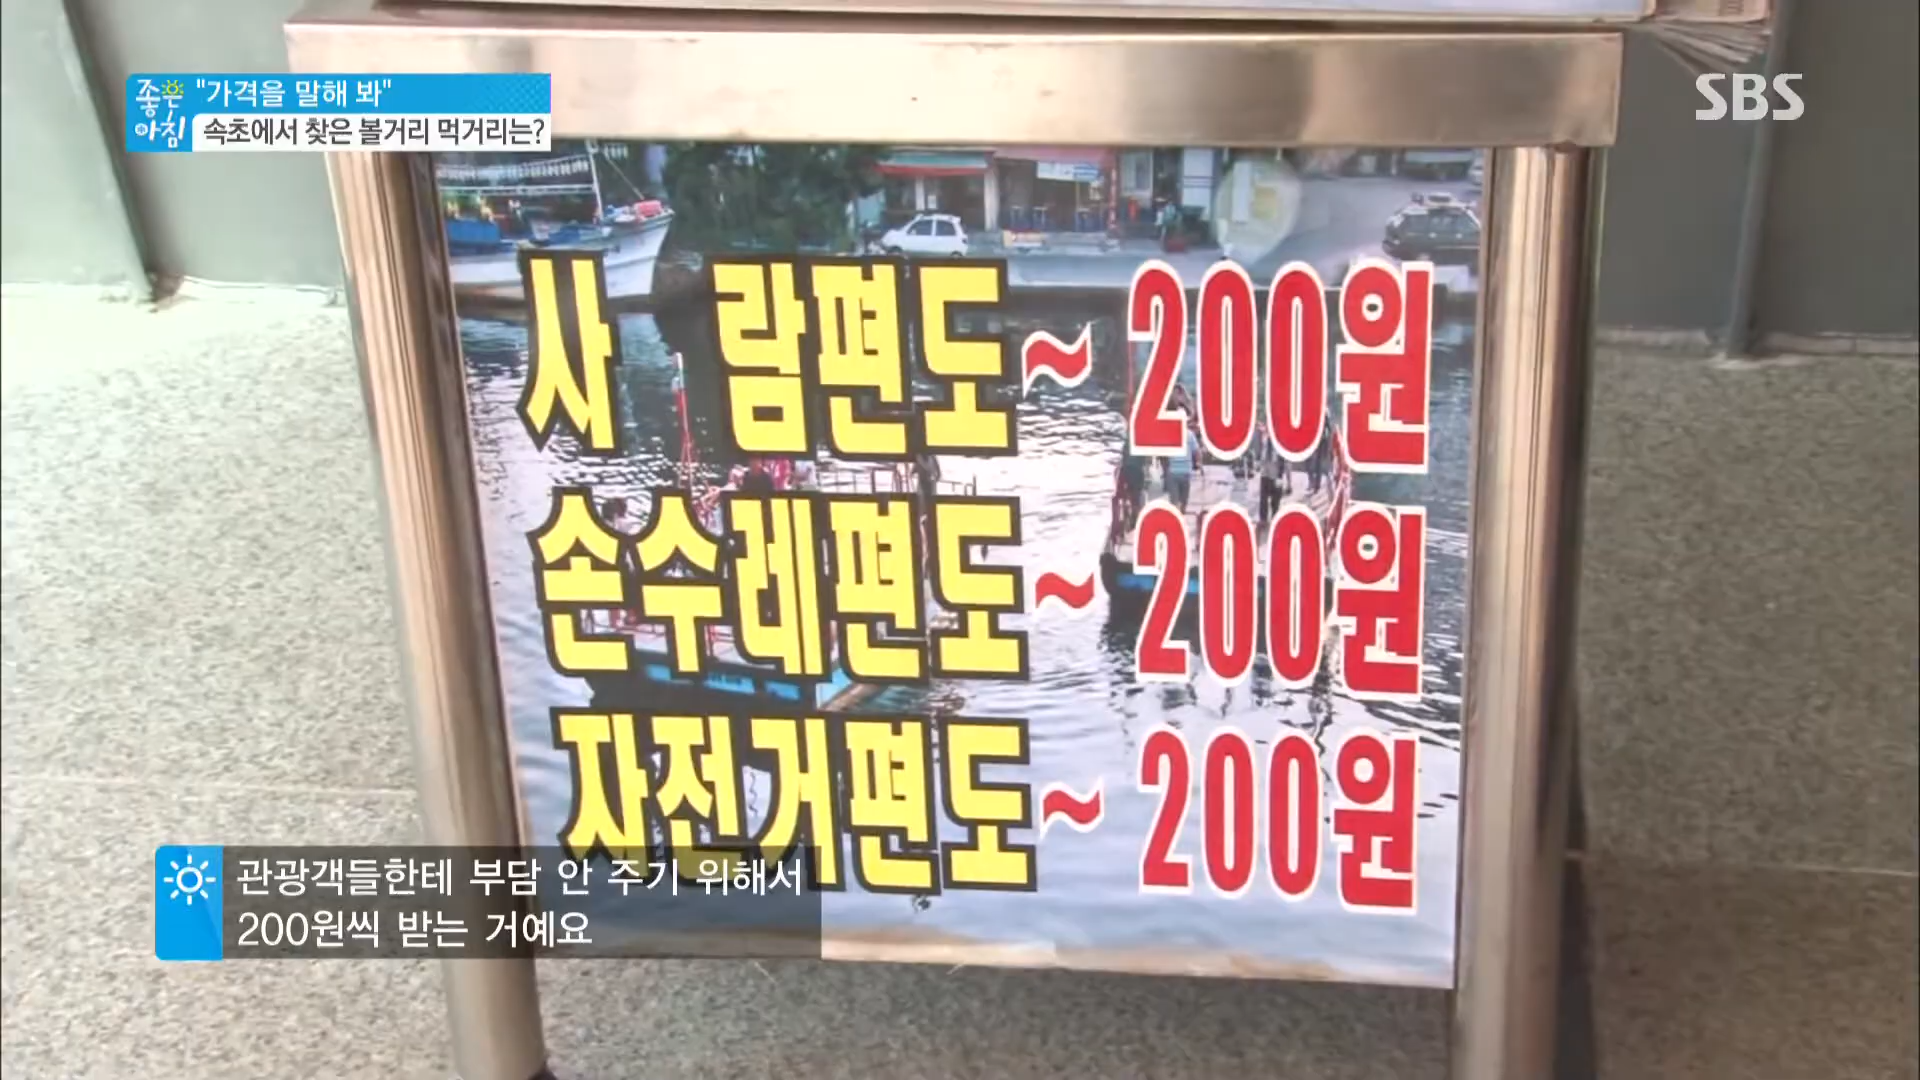 좋은 아침
"가격을 말해 봐"
속초에서 찾은 볼거리 먹거리는?
SBS
사 람편도~ 200원
손수레편도~ 200원
자전거편도~ 200원
관광객들한테 부담 안 주기 위해서
200원씩 받는 거예요